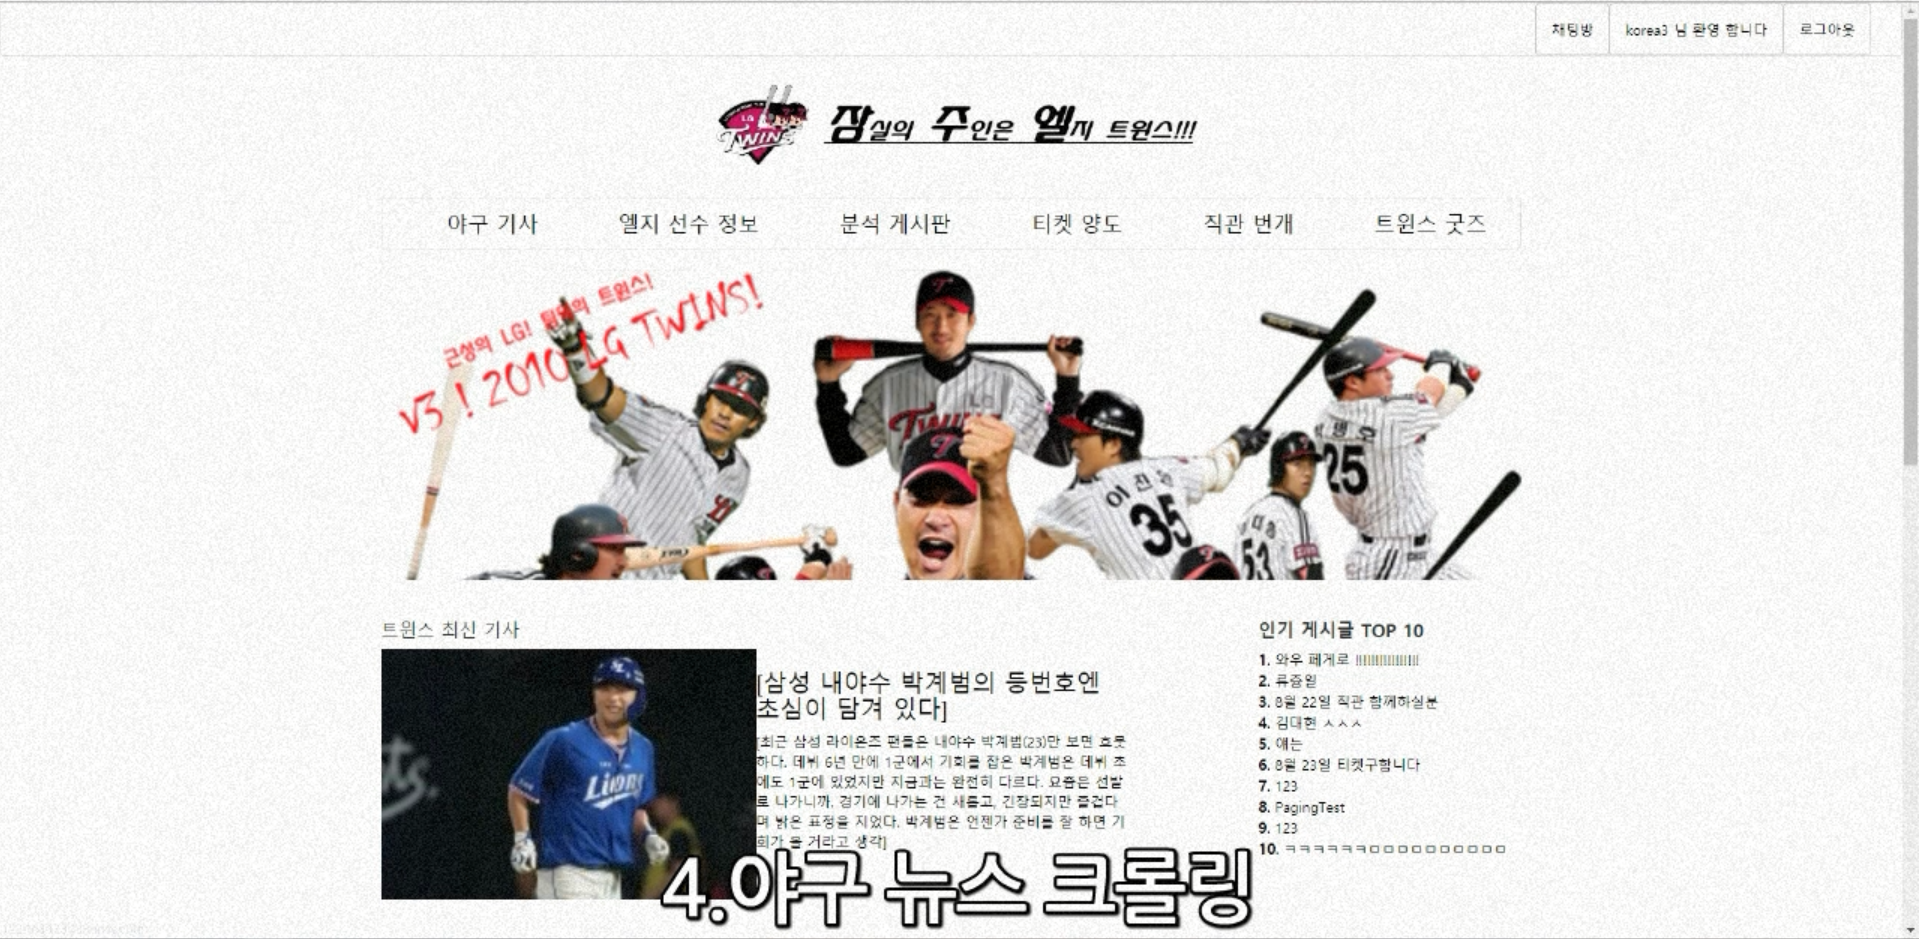 채팅방
korea3 님 환영 합니다
로그아웃
LG
TWINS
잠실의 주인은 엘지 트윈스!!!
야구 기사
엘지 선수 정보
분석 게시판
티켓 양도
직관 번개
트윈스 굿즈
근성의 LG! 트윈스!
V3 ! 2010 LG TWINS!
이진
35
25
53
트윈스 최신 기사
Lions
[삼성 내야수 박계범의 등번호엔
초심이 담겨 있다]
[최근 삼성 라이온즈 팬들은 내야수 박계범(23)만 보면 흐뭇
하다. 데뷔 6년 만에 1군에서 기회를 잡은 박계범은 데뷔 초
에도 1군에 있었지만 지금과는 완전히 다르다. 요즘은 선발
로 나가니까. 경기에 나가는 건 새롭고, 긴장되지만 즐겁다
며 밝은 표정을 지었다. 박계범은 언젠가 준비를 잘 하면 기
회가 올 거라고 생각]
인기 게시글 TOP 10
1. 와우 페게로 !!!!!!!!!!!!!!!!!!
2. 류쥼일
3. 8월 22일 직관 함께하실분
4. 김대현 ㅅㅅㅅ
5. 얘는
6. 8월 23일 티켓구합니다
7. 123
8. PagingTest
9. 123
10. ㅋㅋㅋㅋㅋㅋㅁㅁㅁㅁㅁㅁㅁㅁㅁㅁ
4.야구 뉴스 크롤링